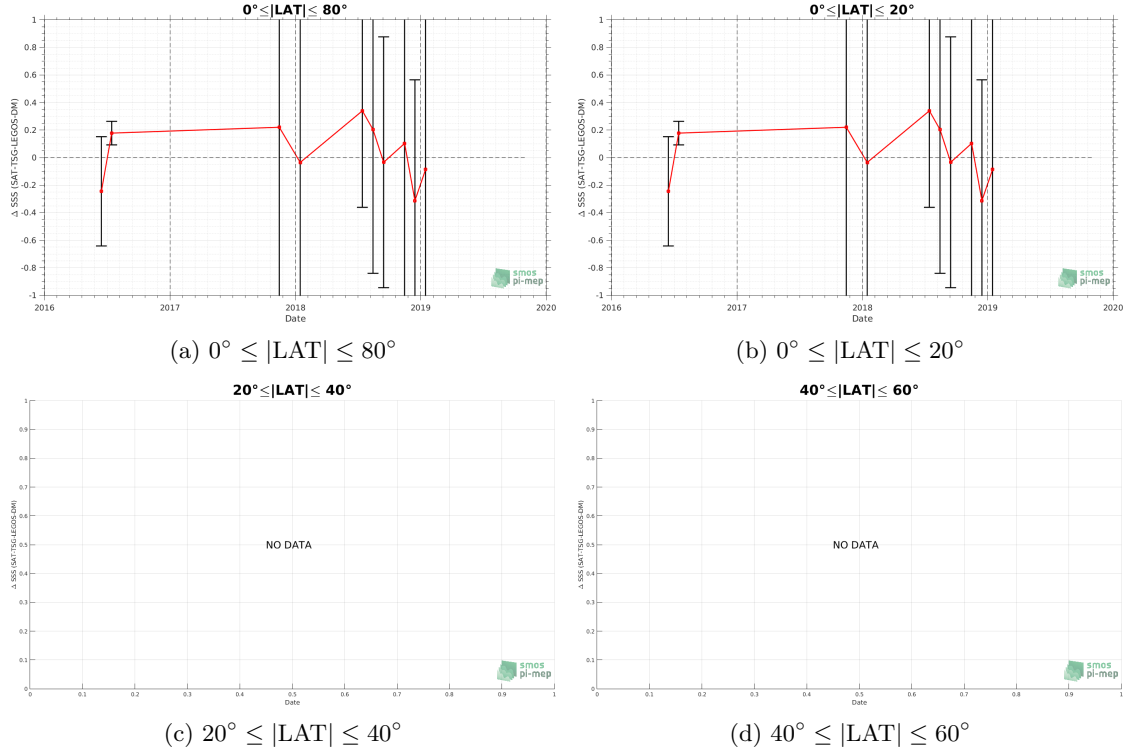 0°≤|LAT|≤ 80°
1
0.8
0.6
0.4
0.2
0
-0.2
-0.4
-0.6
-0.8
-1
Δ SSS (SAT-TSG-LEGOS-DM)
2016
2017
2018
2019
2020
Date
smos
pi-mep
(a) 0° ≤ |LAT| ≤ 80°
0°≤|LAT|≤ 20°
1
0.8
0.6
0.4
0.2
0
-0.2
-0.4
-0.6
-0.8
-1
Δ SSS (SAT-TSG-LEGOS-DM)
2016
2017
2018
2019
2020
Date
smos
pi-mep
(b) 0° ≤ |LAT| ≤ 20°
20°≤|LAT|≤ 40°
1
0.9
0.8
0.7
0.6
0.5
0.4
0.3
0.2
0.1
0
Δ SSS (SAT-TSG-LEGOS-DM)
NO DATA
0
0.1
0.2
0.3
0.4
0.5
0.6
0.7
0.8
0.9
1
Date
smos
pi-mep
(c) 20° ≤ |LAT| ≤ 40°
40°≤|LAT|≤ 60°
1
0.9
0.8
0.7
0.6
0.5
0.4
0.3
0.2
0.1
0
Δ SSS (SAT-TSG-LEGOS-DM)
NO DATA
0
0.1
0.2
0.3
0.4
0.5
0.6
0.7
0.8
0.9
1
Date
smos
pi-mep
(d) 40° ≤ |LAT| ≤ 60°